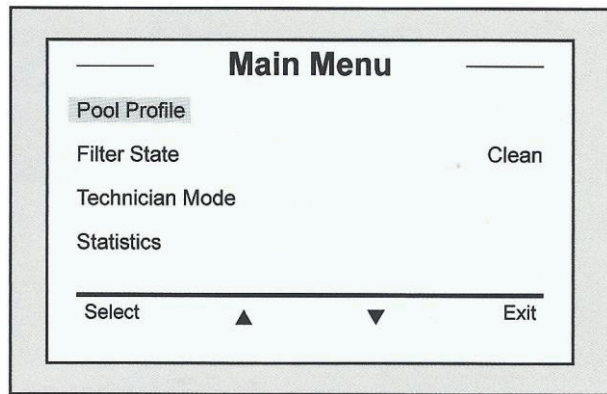 Main Menu
Pool Profile
Filter State Clean
Technician Mode
Statistics
Select ▲ ▼ Exit